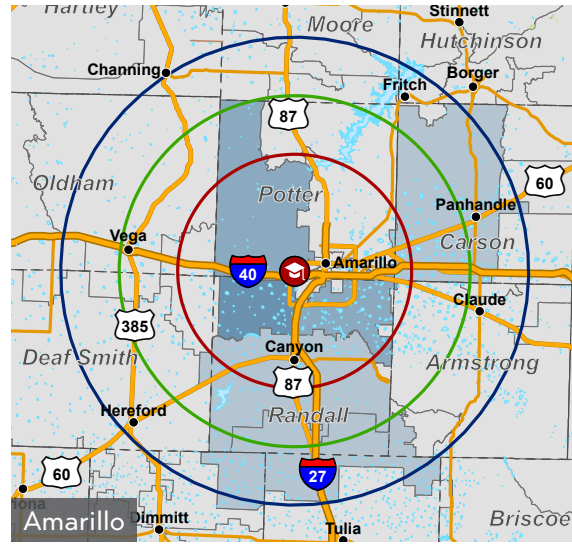 Hartley
Moore
Stinnett
Hutchinson
Channing
Fritch
Borger
87
Oldham
Potter
60
Panhandle
Carson
Vega
40
Amarillo
Claude
385
Deaf Smith
Canyon
Armstrong
87
Hereford
Randall
60
27
Amarillo
Dimmitt
Tulia
Briscoe